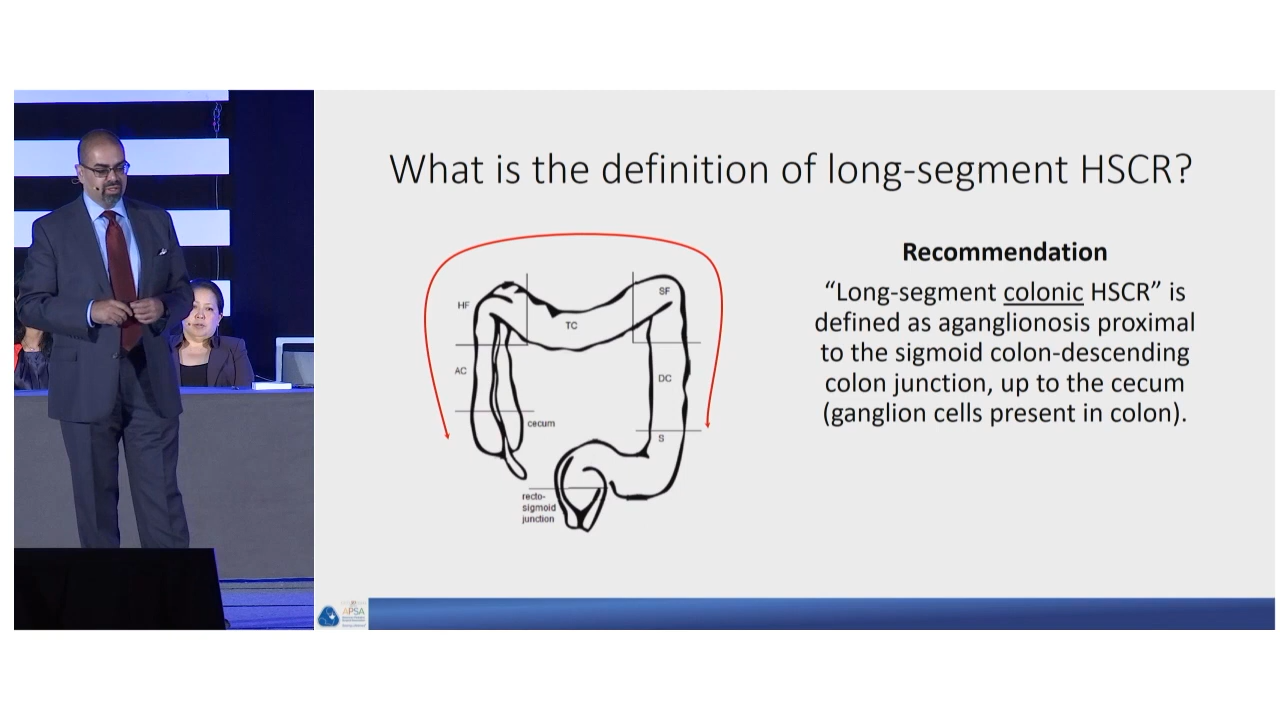 What is the definition of long-segment HSCR?
Recommendation
“Long-segment colonic HSCR” is
defined as aganglionosis proximal
to the sigmoid colon-descending
colon junction, up to the cecum
(ganglion cells present in colon).
HF
SF
TC
AC
DC
cecum
S
recto-
sigmoid
junction
APSA